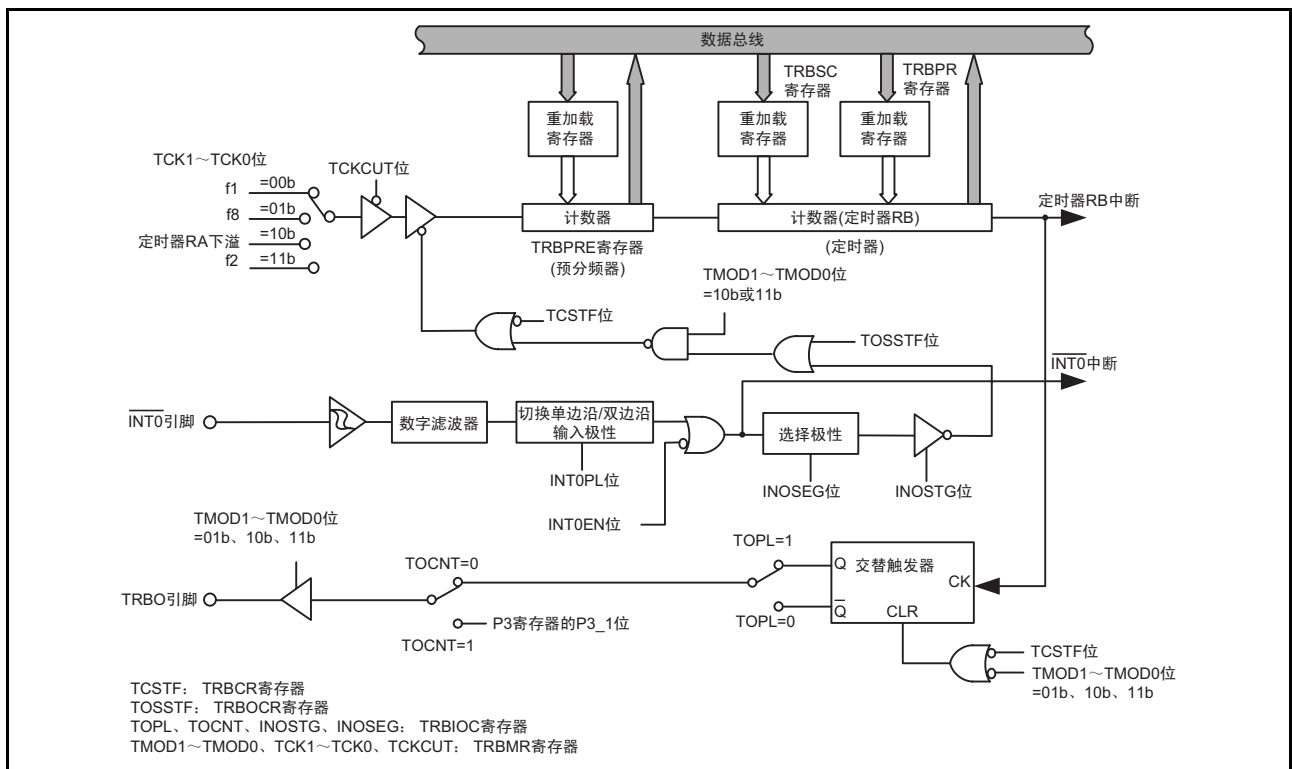 数据总线
TRBSC
寄存器
TRBPR
寄存器
重加载
寄存器
重加载
寄存器
重加载
寄存器
TCK1～TCK0位
TCKCUT位
f1
=00b
f8
=01b
定时器RA下溢
=10b
f2
=11b
计数器
TRBPRE寄存器
(预分频器)
计数器(定时器RB)
(定时器)
定时器RB中断
TMOD1～TMOD0位
=10b或11b
TCSTF位
TOSSTF位
INT0中断
INT0引脚
数字滤波器
切换单边沿/双边沿
输入极性
选择极性
INT0PL位
INOSEG位
INOSTG位
INT0EN位
TMOD1～TMOD0位
=01b、10b、11b
TOCNT=0
TOPL=1
Q
交替触发器
CK
TRBO引脚
Q
CLR
P3寄存器的P3_1位
TOPL=0
TOCNT=1
TCSTF位
TMOD1～TMOD0位
=01b、10b、11b
TCSTF： TRBCR寄存器
TOSSTF： TRBOCR寄存器
TOPL、TOCNT、INOSTG、INOSEG： TRBIOC寄存器
TMOD1～TMOD0、TCK1～TCK0、TCKCUT： TRBMR寄存器